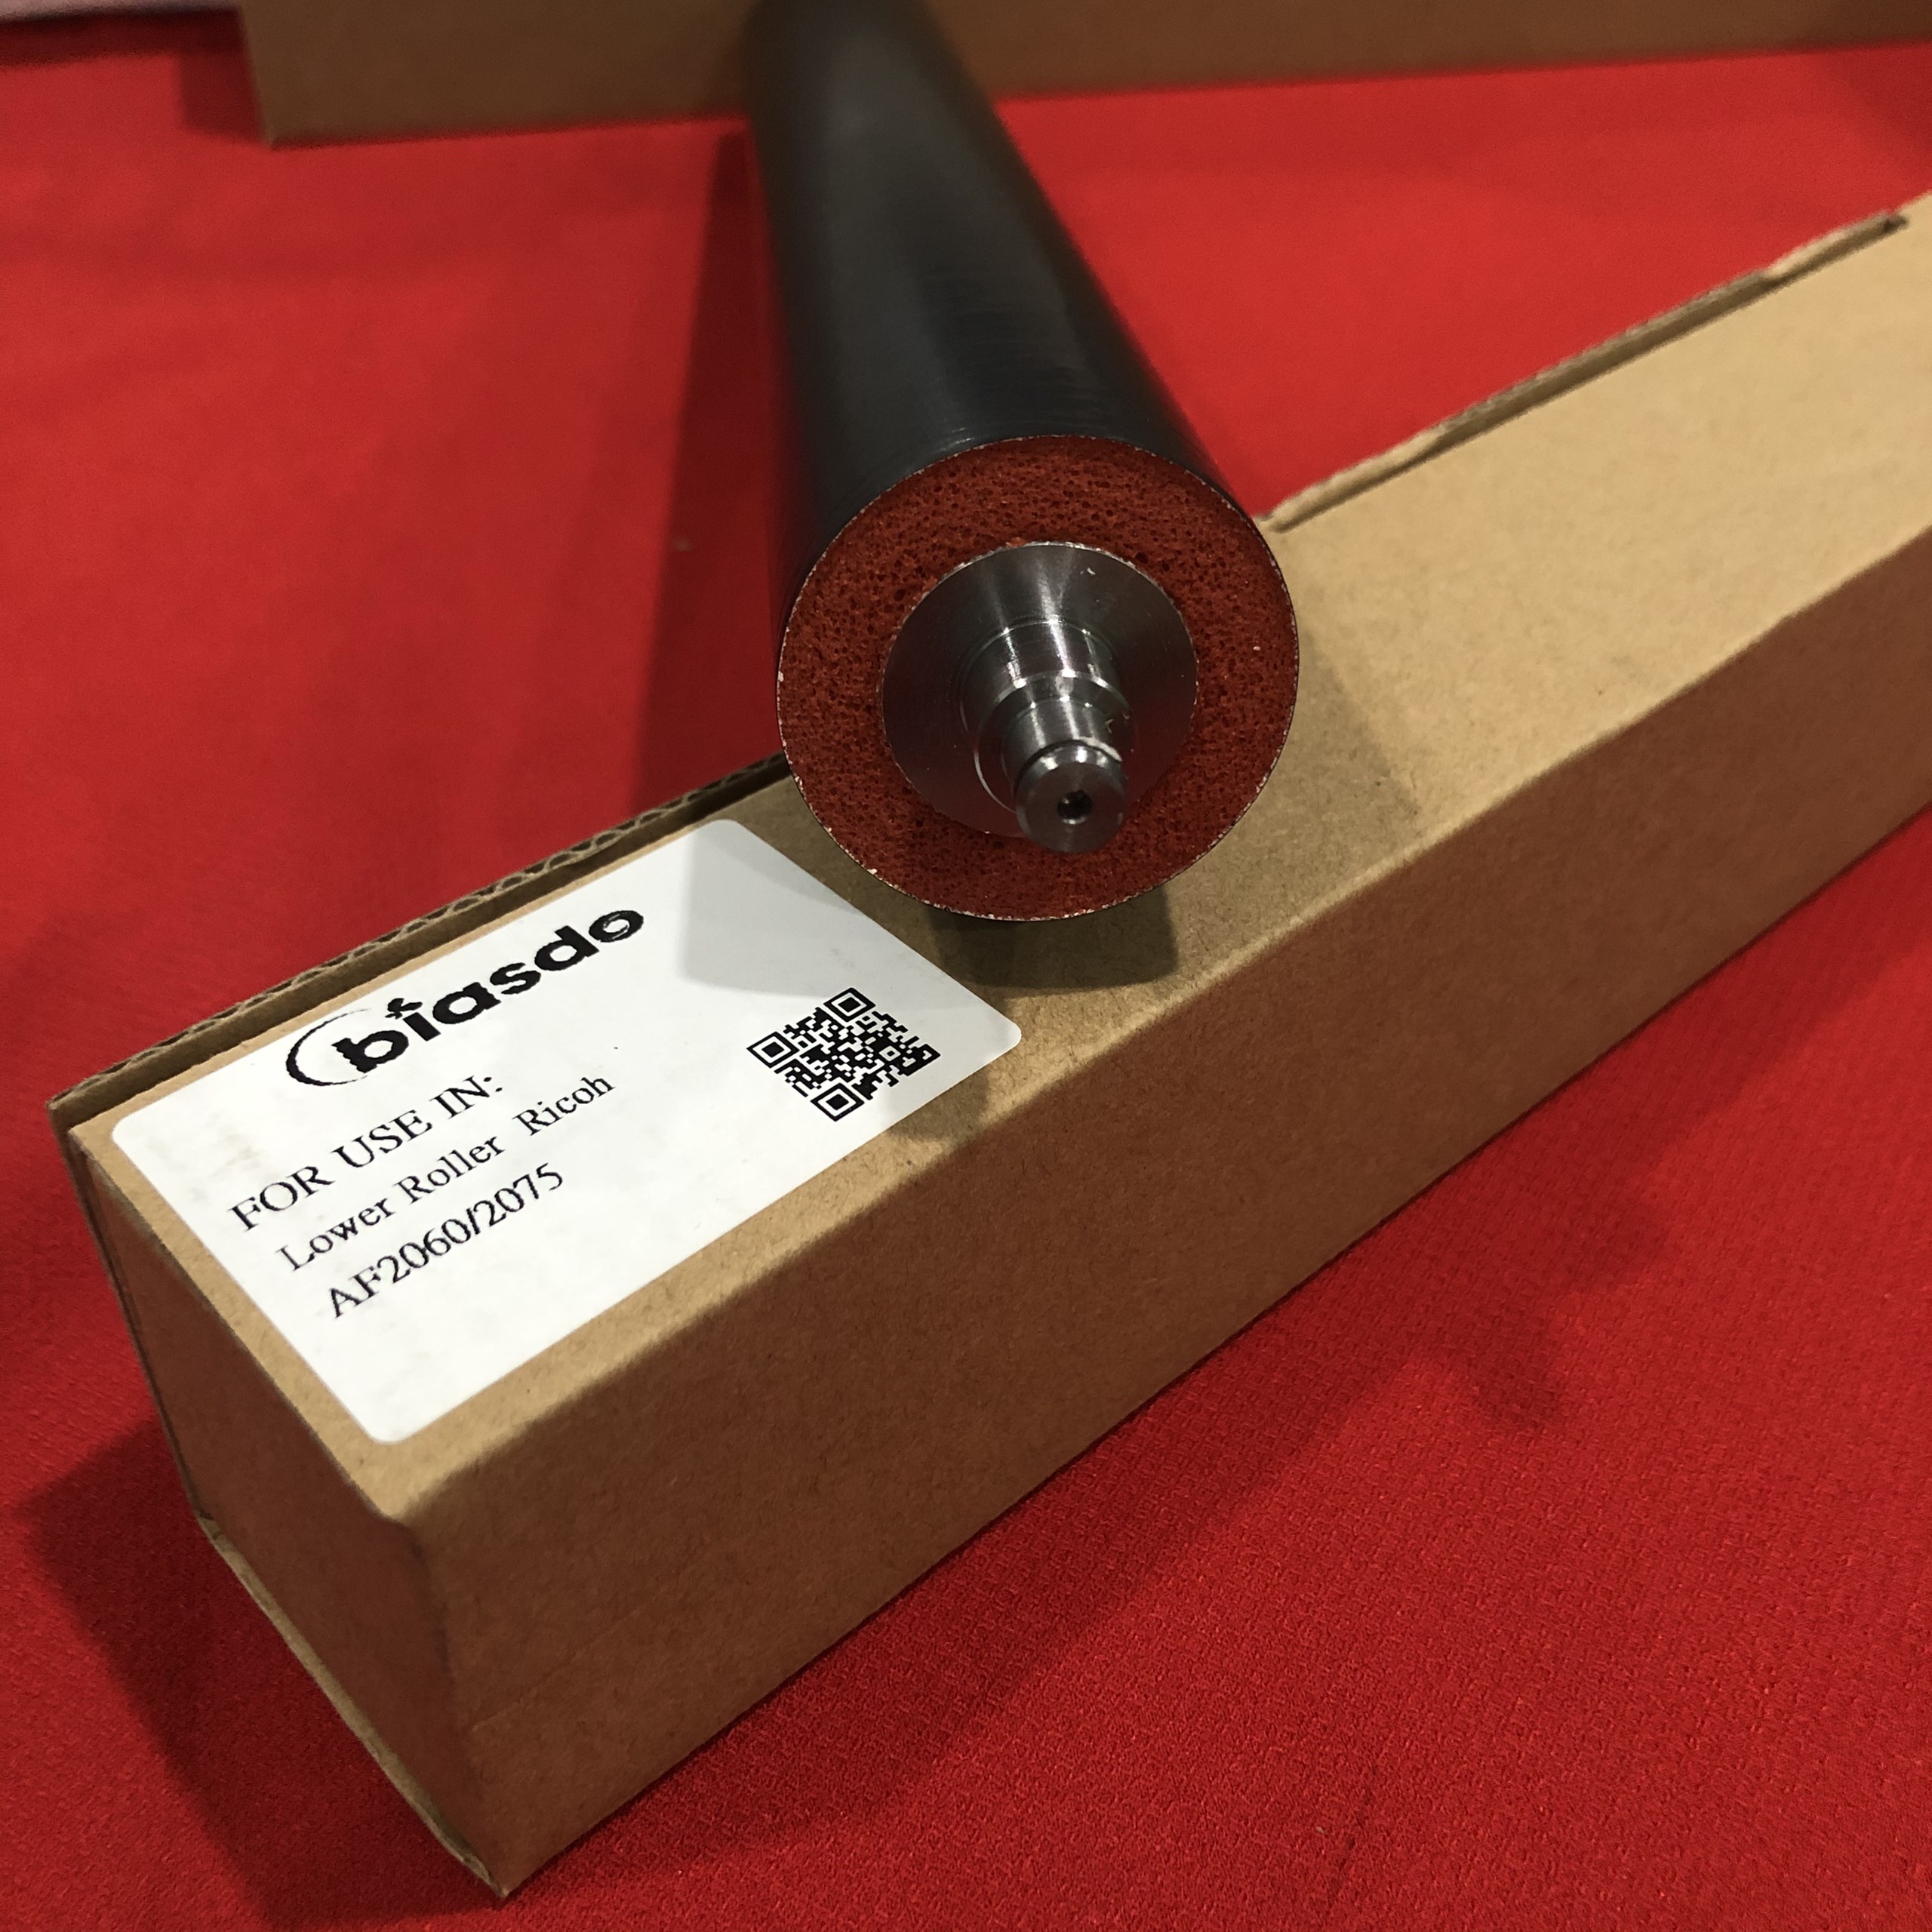 biasdo
FOR USE IN:
Lower Roller Ricoh
AF2060/2075